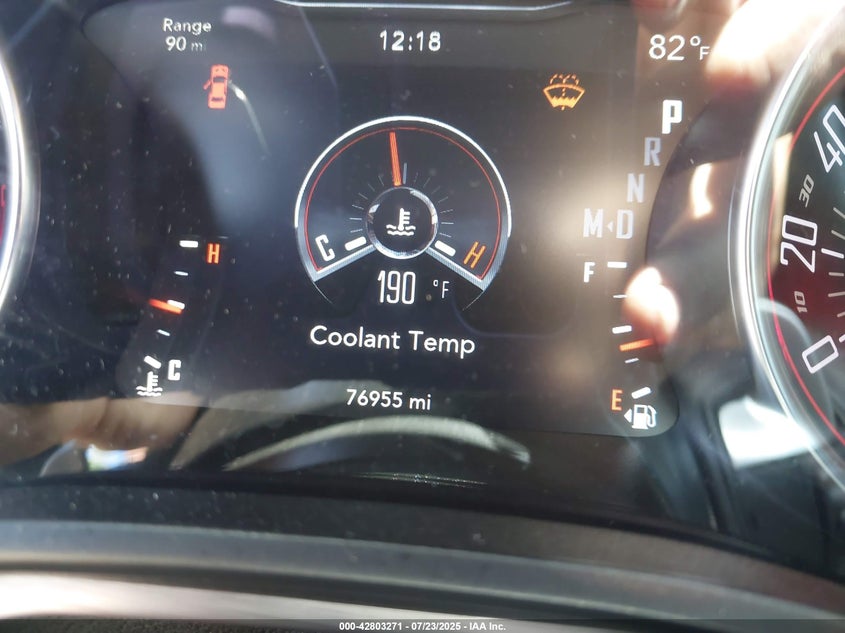 Range
90 mi
12:18
82°F
P
R
N
M D
C H
190 °F
Coolant Temp
76955 mi
H
C
F
E
40
30
20
10
0
000-42803271 - 07/23/2025 - IAA Inc.